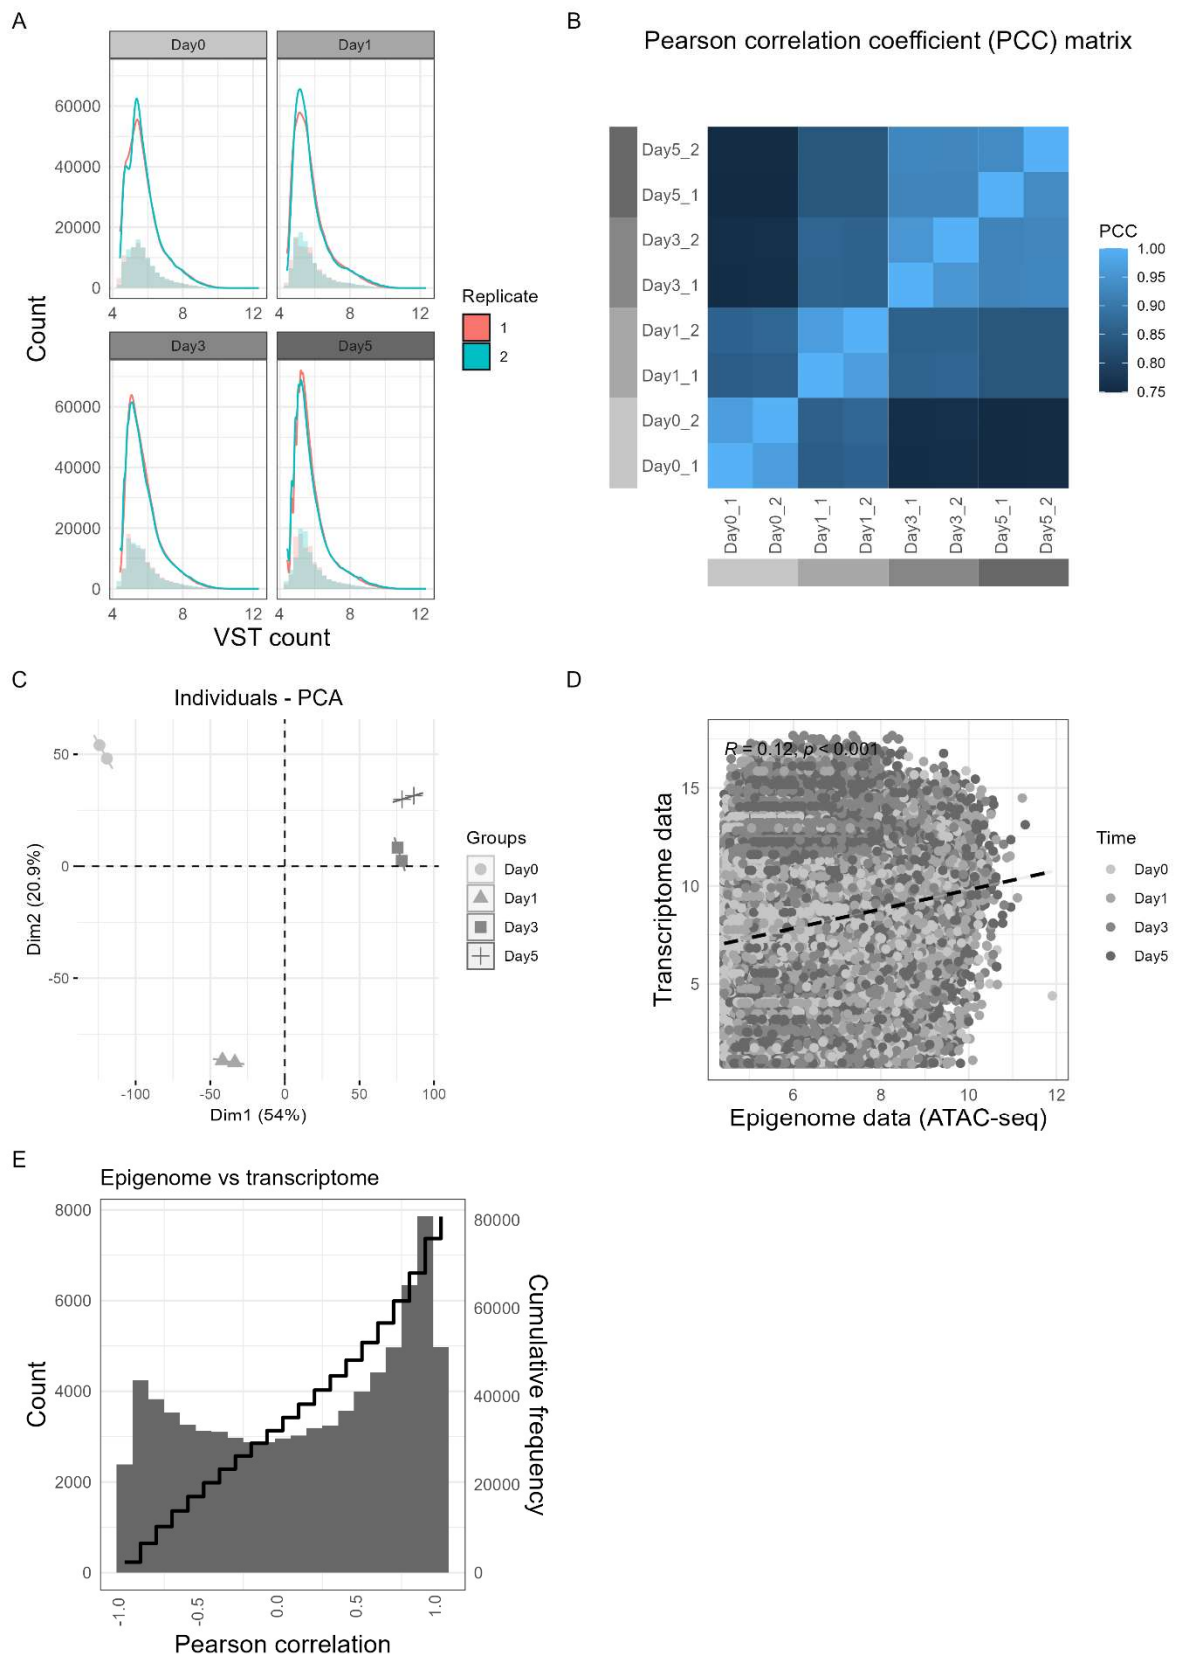 A
Day0
Day1
60000
40000
20000
0
4
8
12
4
8
12
Day3
Day5
60000
40000
20000
0
4
8
12
4
8
12
Count
VST count
Replicate
1
2
B
Pearson correlation coefficient (PCC) matrix
Day5_2
Day5_1
Day3_2
Day3_1
Day1_2
Day1_1
Day0_2
Day0_1
Day0_1
Day0_2
Day1_1
Day1_2
Day3_1
Day3_2
Day5_1
Day5_2
PCC
1.00
0.95
0.90
0.85
0.80
0.75
C
Individuals - PCA
50
0
-50
-100
-50
0
50
100
Dim2 (20.9%)
Dim1 (54%)
Groups
Day0
Day1
Day3
Day5
D
R = 0.12, p < 0.001
15
10
5
6
8
10
12
Transcriptome data
Epigenome data (ATAC-seq)
Time
Day0
Day1
Day3
Day5
E
Epigenome vs transcriptome
8000
6000
4000
2000
0
80000
60000
40000
20000
0
-1.0
-0.5
0.0
0.5
1.0
Count
Cumulative frequency
Pearson correlation